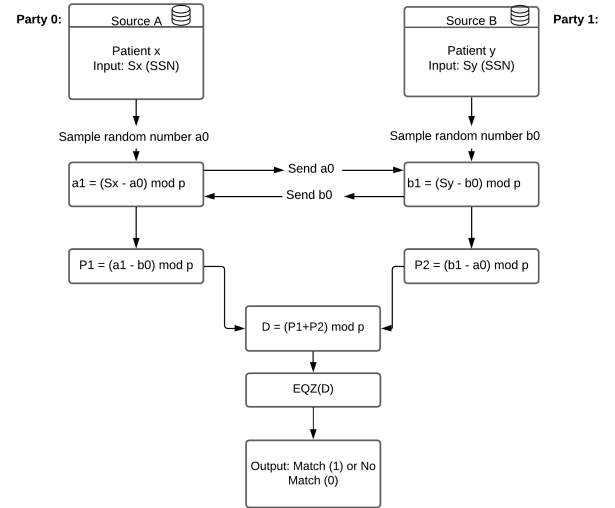 Party 0:
Source A
Source B
Party 1:
Patient x
Input: Sx (SSN)
Patient y
Input: Sy (SSN)
Sample random number a0
Sample random number b0
a1 = (Sx - a0) mod p
Send a0
Send b0
b1 = (Sy - b0) mod p
P1 = (a1 - b0) mod p
P2 = (b1 - a0) mod p
D = (P1+P2) mod p
EQZ(D)
Output: Match (1) or No
Match (0)